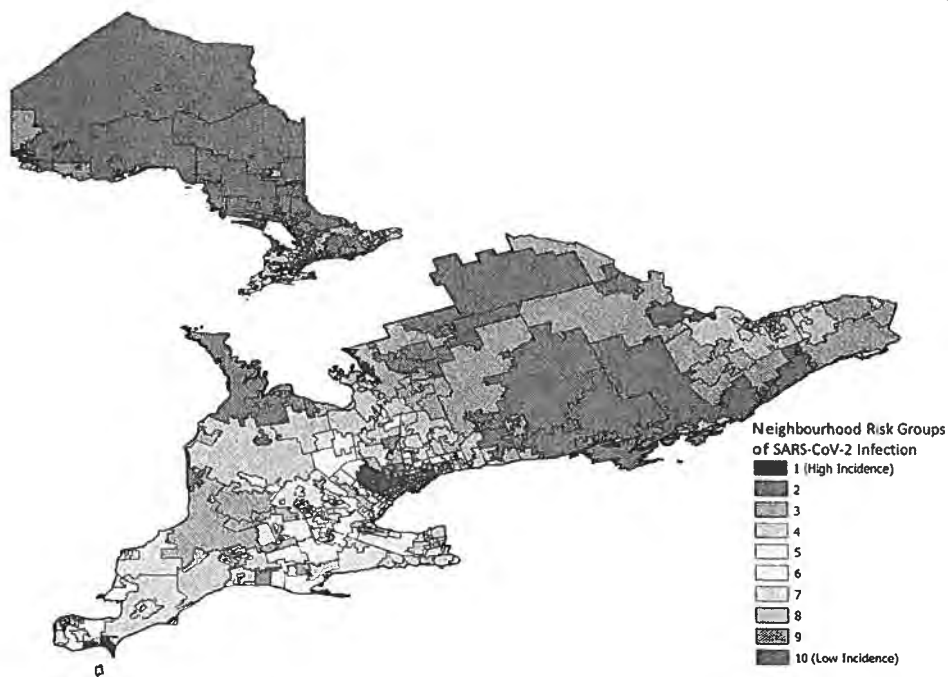 Neighbourhood Risk Groups
of SARS-CoV-2 Infection
1 (High Incidence)
2
3
4
5
6
7
8
9
10 (Low Incidence)